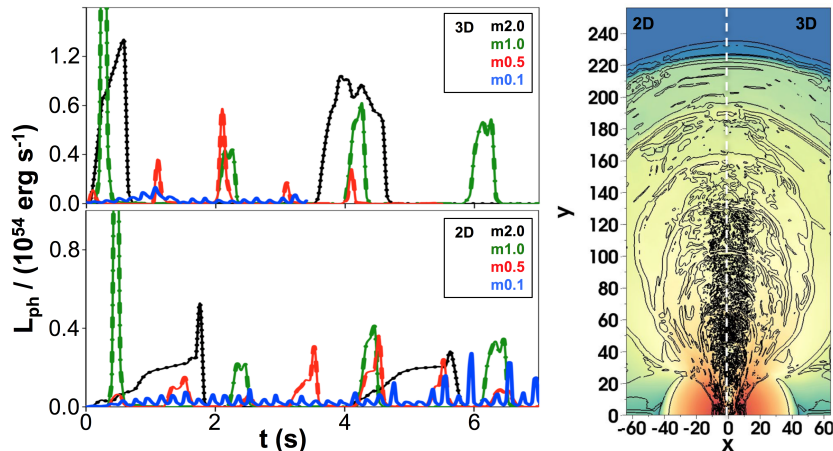 3D m2.0
m1.0
m0.5
m0.1
1.2
0.6
0.4
0.0
2D m2.0
m1.0
m0.5
m0.1
0.8
0.4
0.0
L_ph / (10^54 erg s^-1)
0 2 4 6
t (s)
2D 3D
240
220
200
180
160
140
120
100
80
60
40
20
0
y
-60 -40 -20 0 20 40 60
x